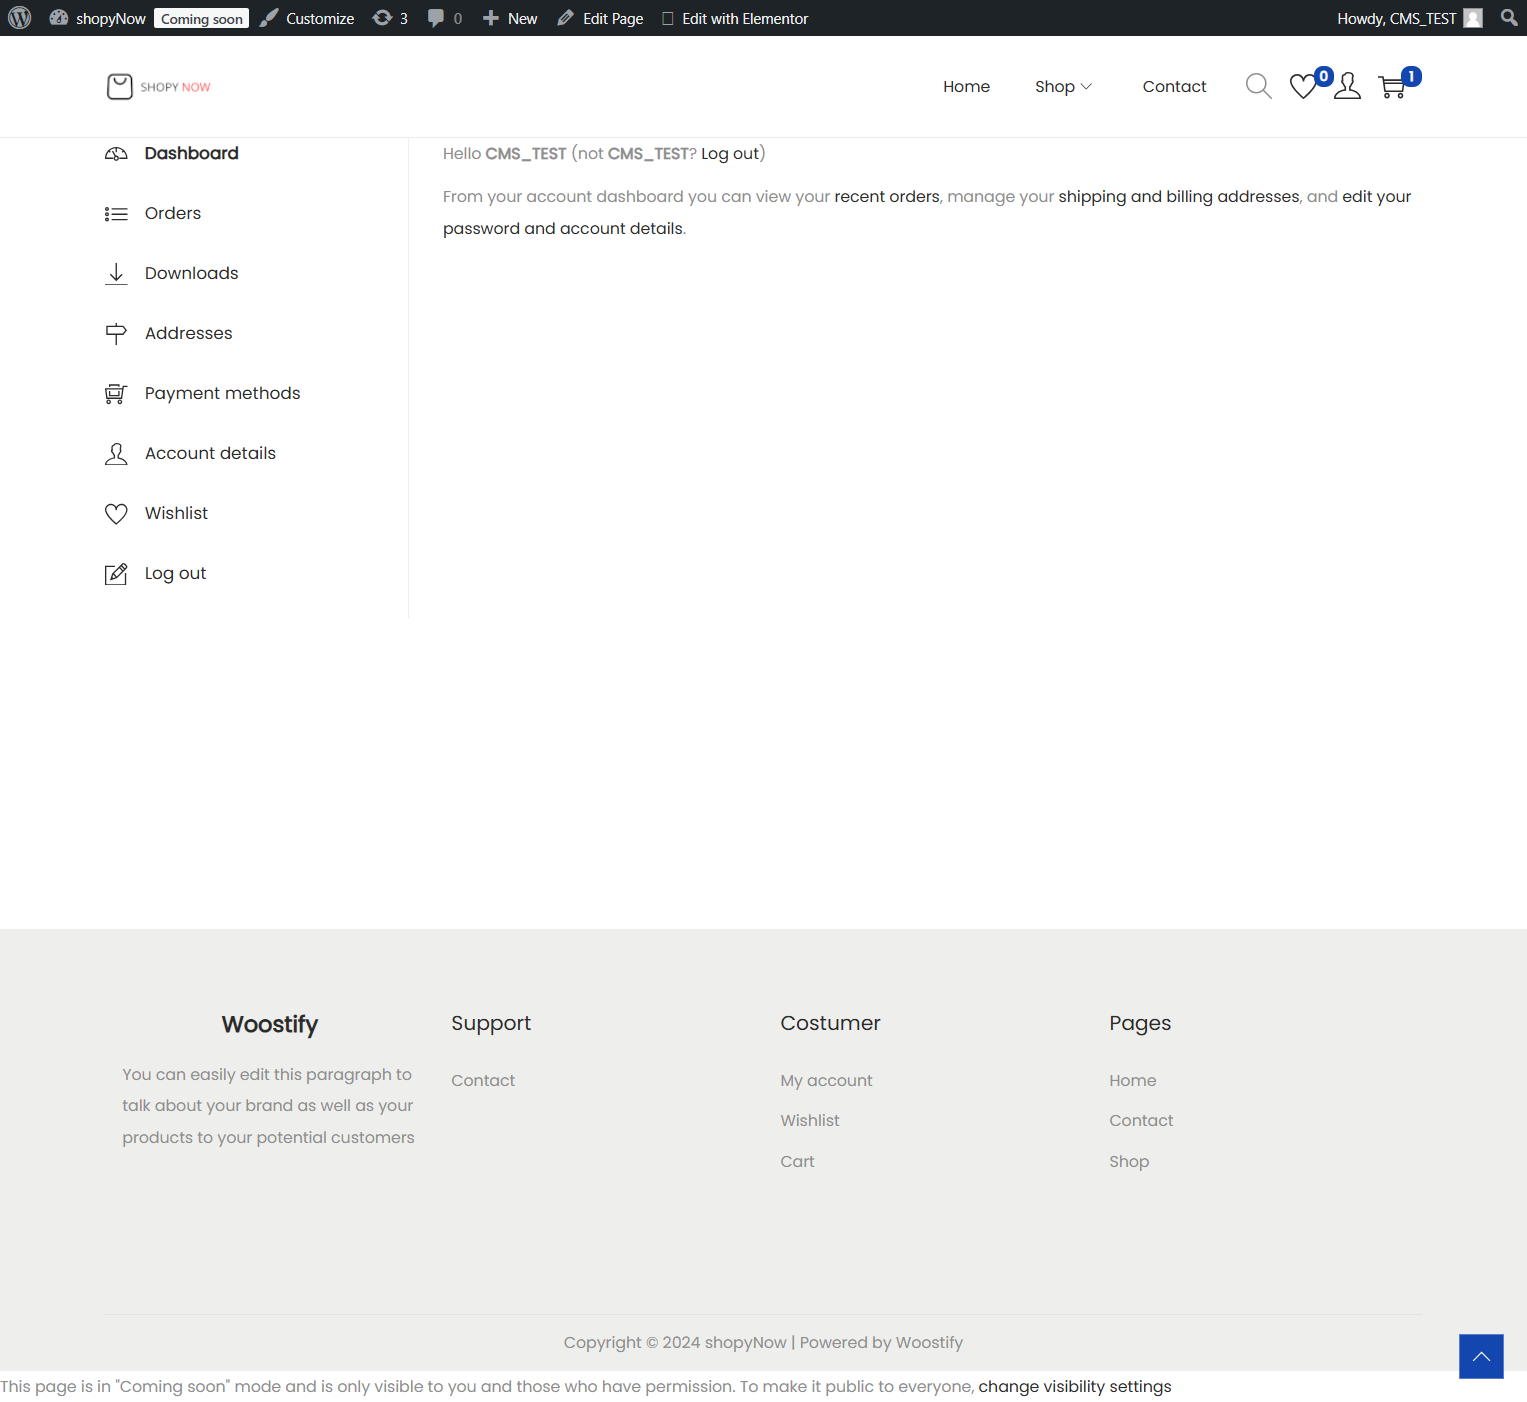 shopyNow Coming soon Customize 3 0 New Edit Page Edit with Elementor Howdy, CMS_TEST
SHOPY NOW Home Shop Contact 0 1
Dashboard
Orders
Downloads
Addresses
Payment methods
Account details
Wishlist
Log out
Hello CMS_TEST (not CMS_TEST? Log out)
From your account dashboard you can view your recent orders, manage your shipping and billing addresses, and edit your
password and account details.
Woostify
You can easily edit this paragraph to
talk about your brand as well as your
products to your potential customers
Support
Contact
Costumer
My account
Wishlist
Cart
Pages
Home
Contact
Shop
Copyright © 2024 shopyNow | Powered by Woostify
This page is in "Coming soon" mode and is only visible to you and those who have permission. To make it public to everyone, change visibility settings